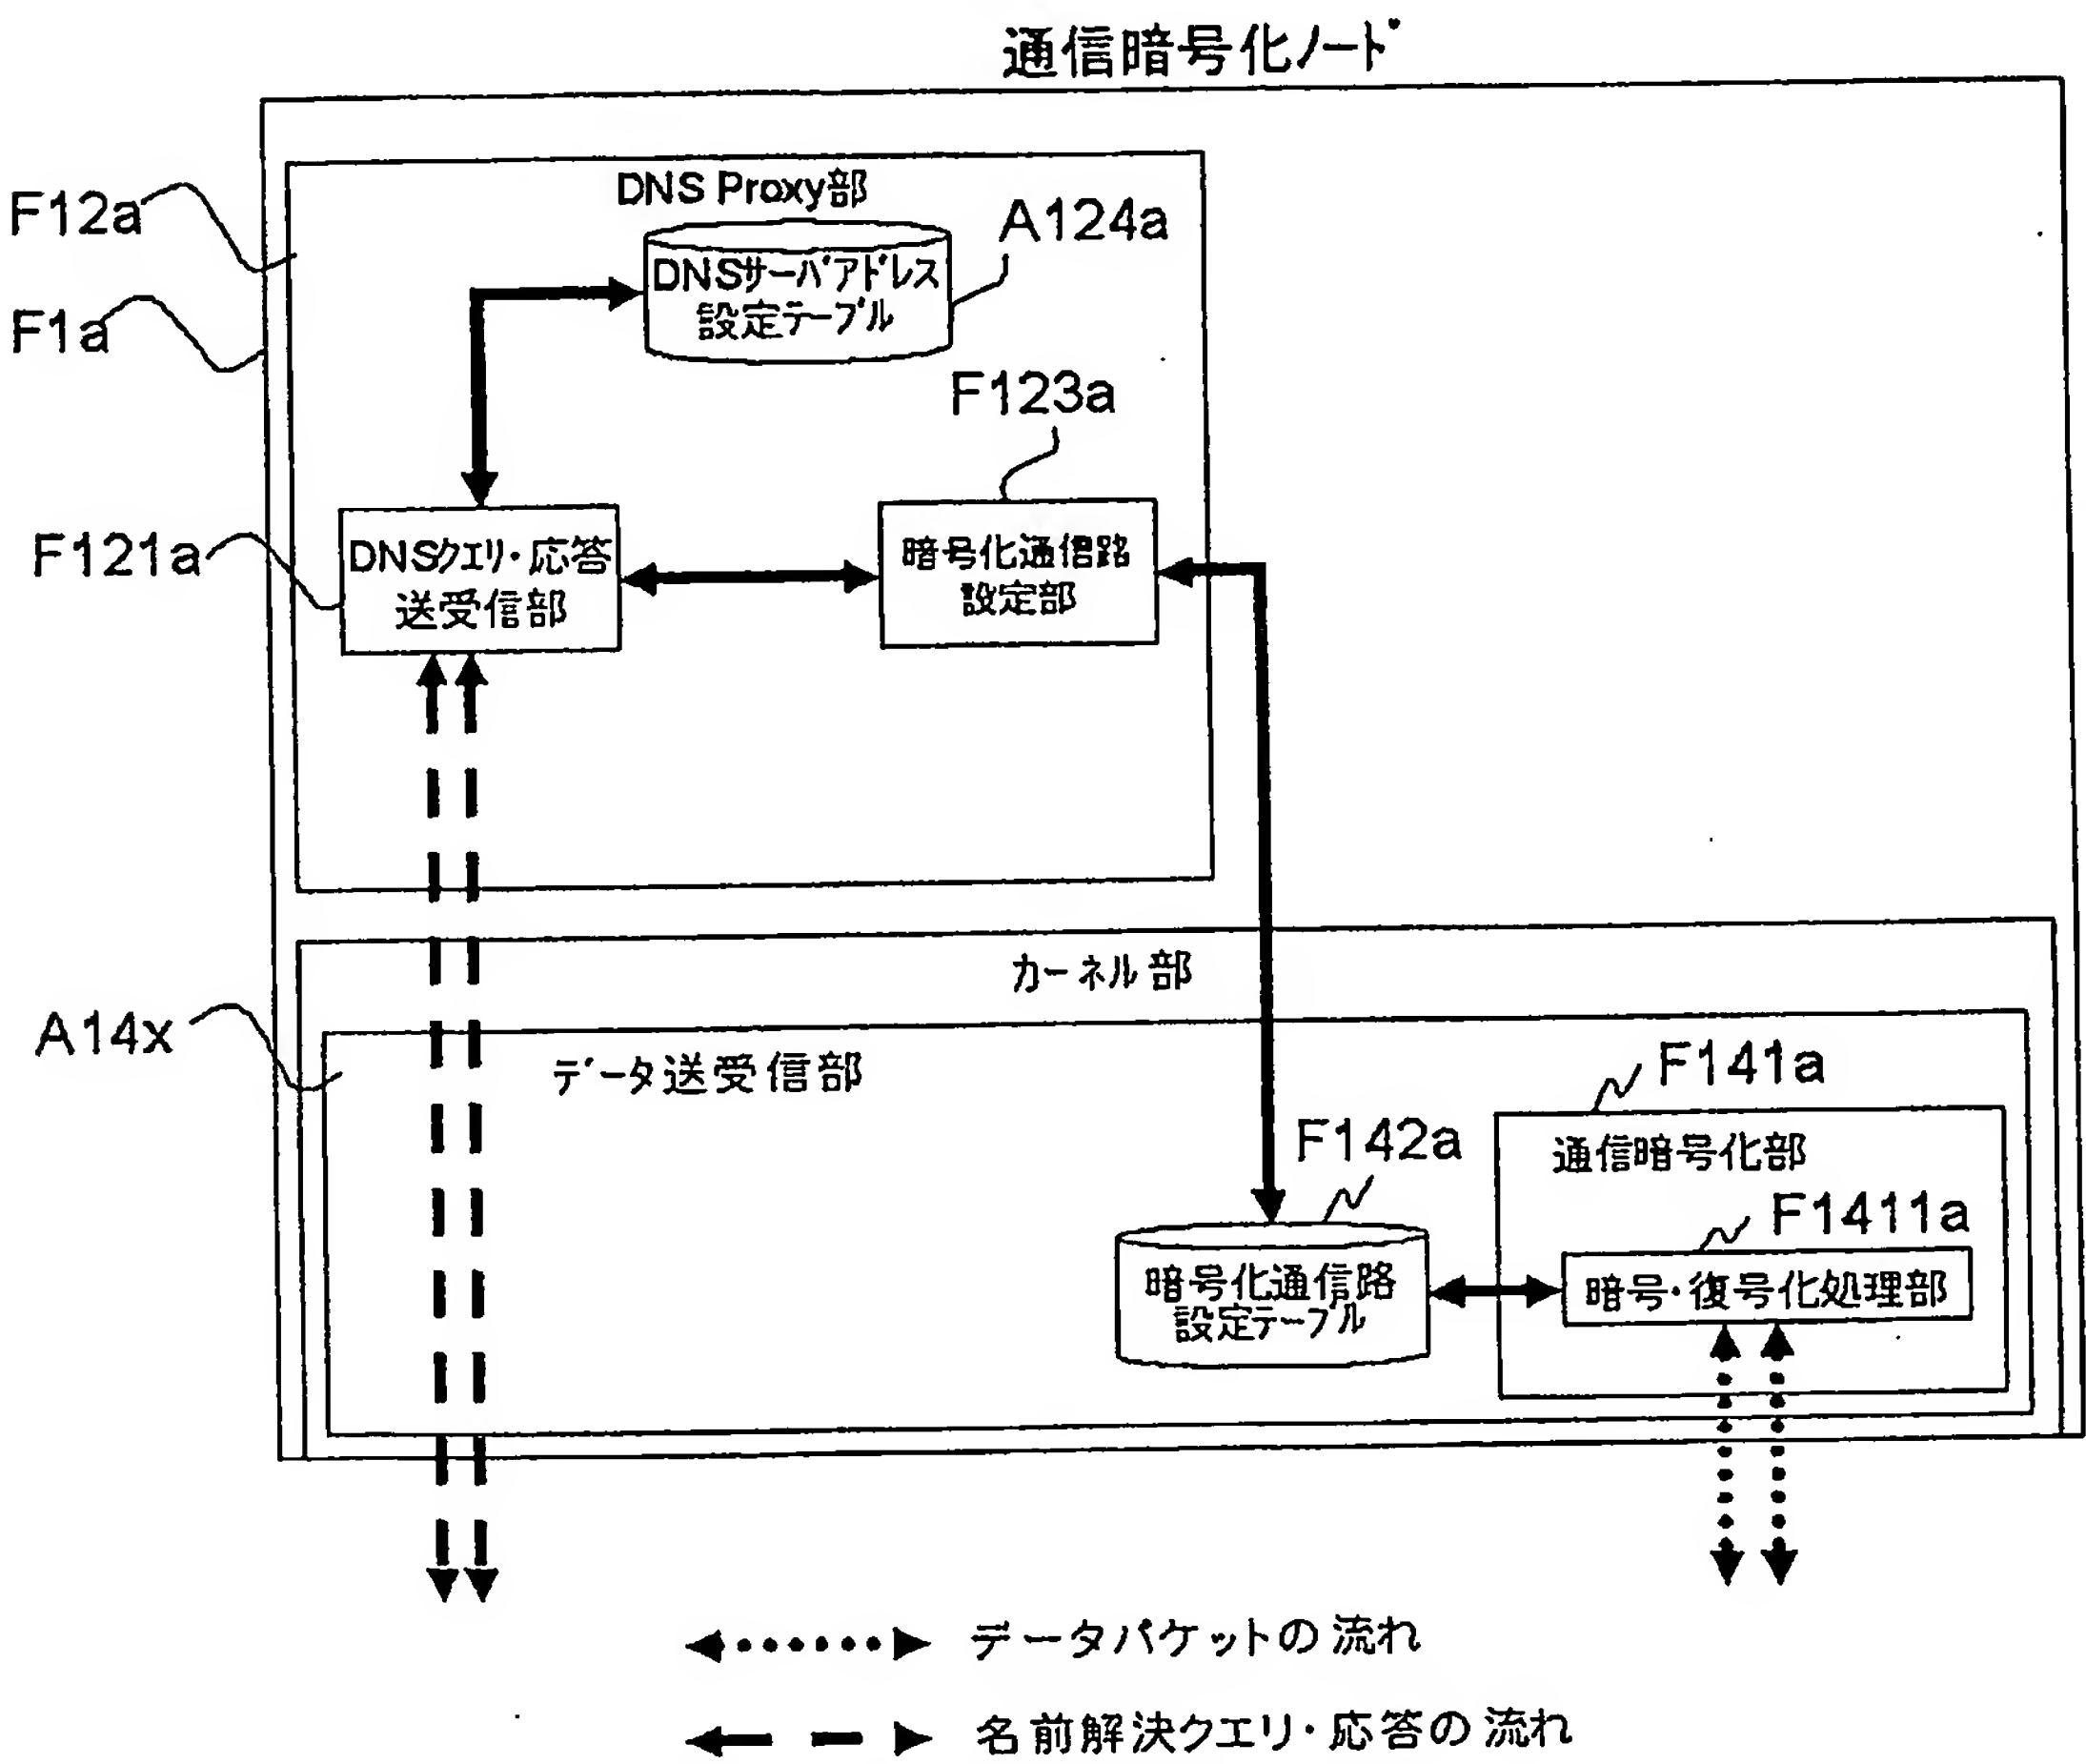 通信暗号化ノード
DNS Proxy部
F12a
A124a
DNSサーバアドレス
設定テーブル
F1a
F123a
F121a
DNSクエリ・応答
送受信部
暗号化通信路
設定部
カーネル部
A14x
データ送受信部
F141a
F142a
通信暗号化部
F1411a
暗号化通信路
設定テーブル
暗号・復号化処理部
データパケットの流れ
名前解決クエリ・応答の流れ